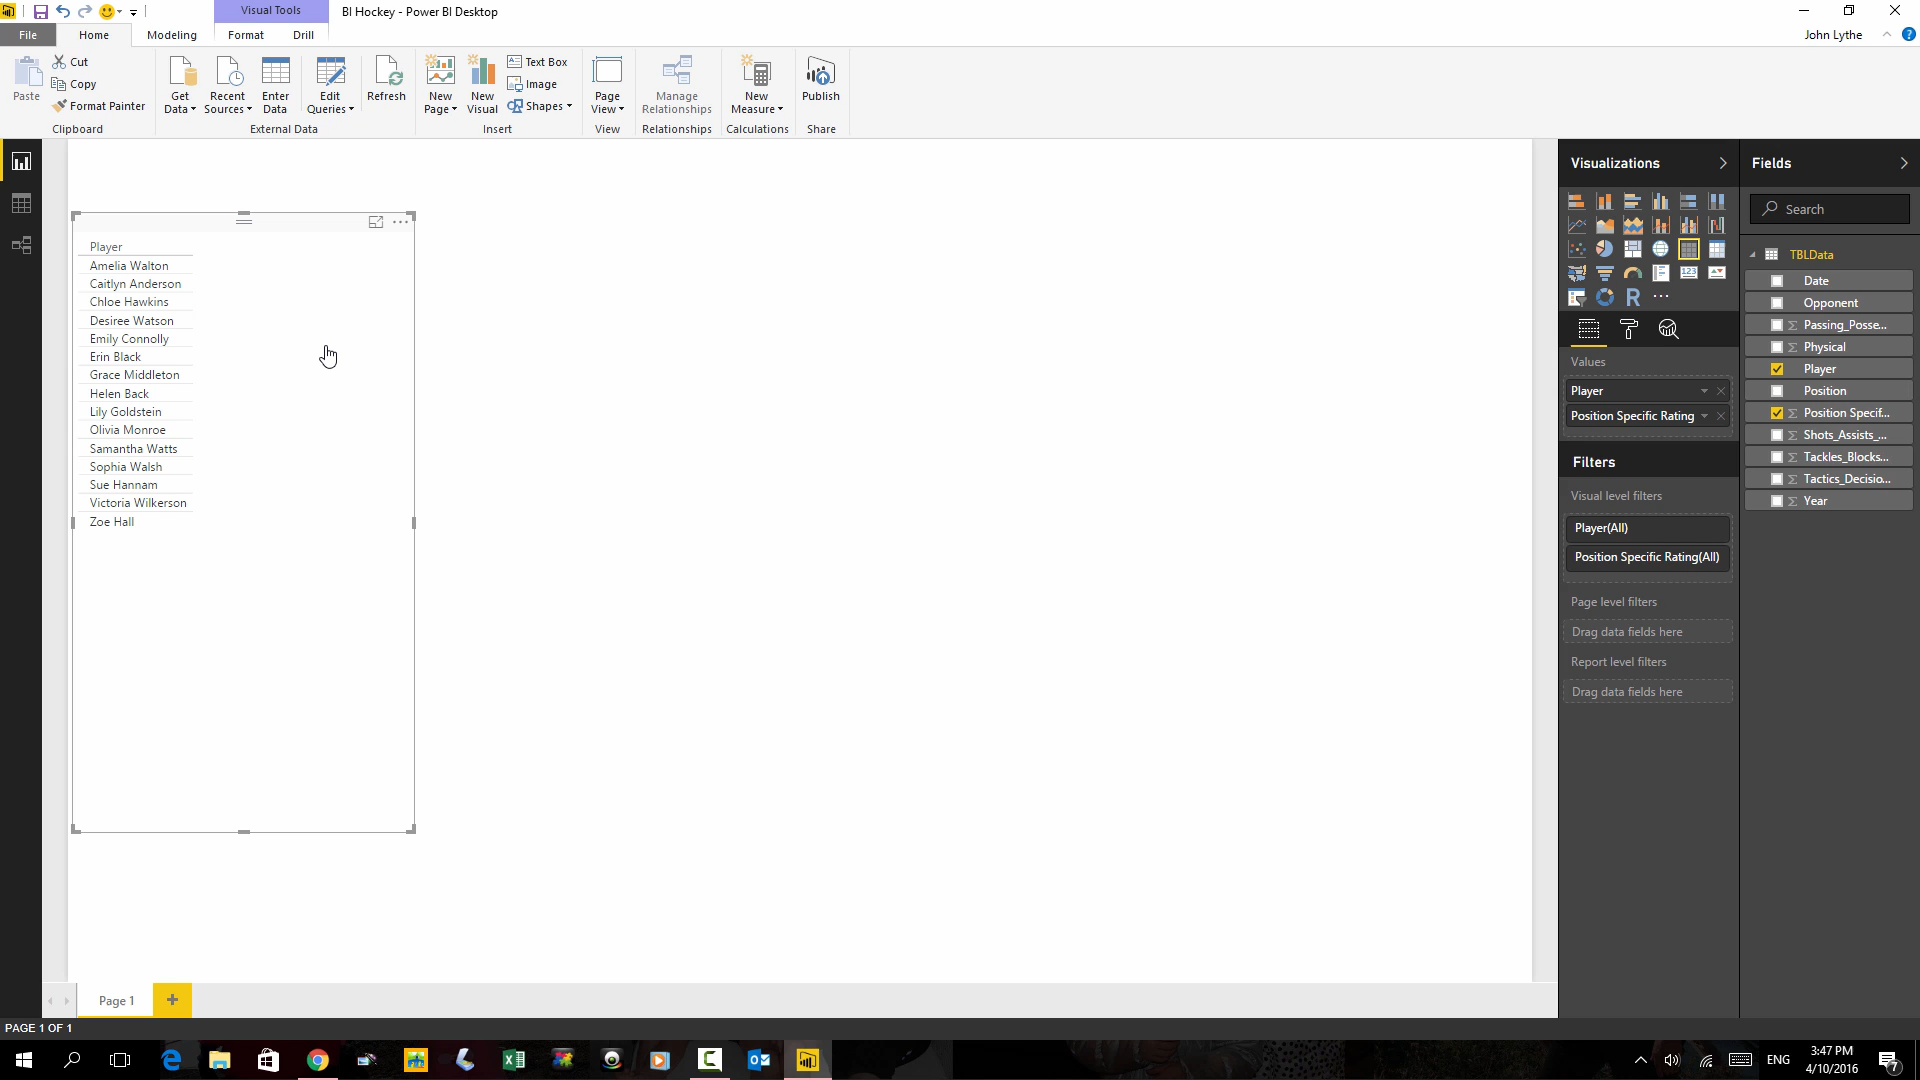 Visual Tools
BI Hockey - Power BI Desktop
File
Home
Modeling
Format
Drill
John Lythe
?
Paste
Cut
Copy
Format Painter
Clipboard
Get Data
Recent Sources
Enter Data
Edit Queries
Refresh
External Data
New Page
New Visual
Text Box
Image
Shapes
Insert
Page View
View
Manage Relationships
Relationships
New Measure
Calculations
Publish
Share
Player
Amelia Walton
Caitlyn Anderson
Chloe Hawkins
Desiree Watson
Emily Connolly
Erin Black
Grace Middleton
Helen Back
Lily Goldstein
Olivia Monroe
Samantha Watts
Sophia Walsh
Sue Hannam
Victoria Wilkerson
Zoe Hall
Visualizations
123
R
Values
Player
Position Specific Rating
Filters
Visual level filters
Player(All)
Position Specific Rating(All)
Page level filters
Drag data fields here
Report level filters
Drag data fields here
Fields
Search
TBLData
Date
Opponent
Σ Passing_Posse...
Σ Physical
Player
Position
Σ Position Specif...
Σ Shots_Assists_...
Σ Tackles_Blocks...
Σ Tactics_Decisio...
Σ Year
Page 1
+
PAGE 1 OF 1
ENG
3:47 PM
4/10/2016
7